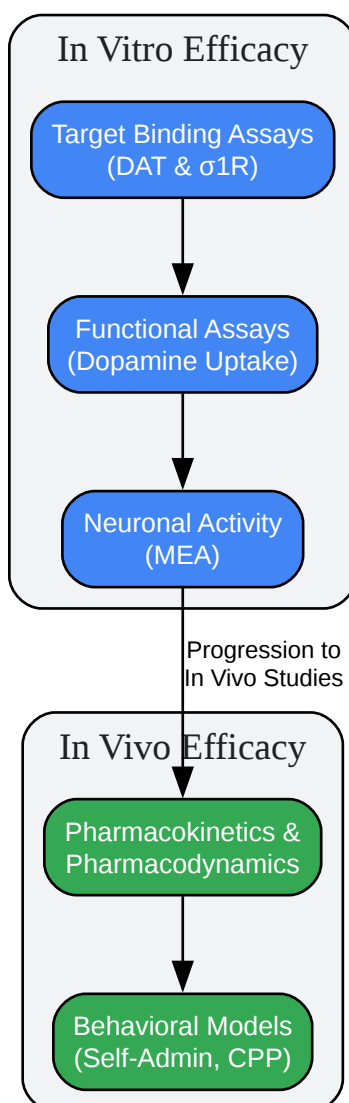 In Vitro Efficacy
Target Binding Assays
(DAT & σ1R)
Functional Assays
(Dopamine Uptake)
Neuronal Activity
(MEA)
Progression to
In Vivo Studies
In Vivo Efficacy
Pharmacokinetics &
Pharmacodynamics
Behavioral Models
(Self-Admin, CPP)